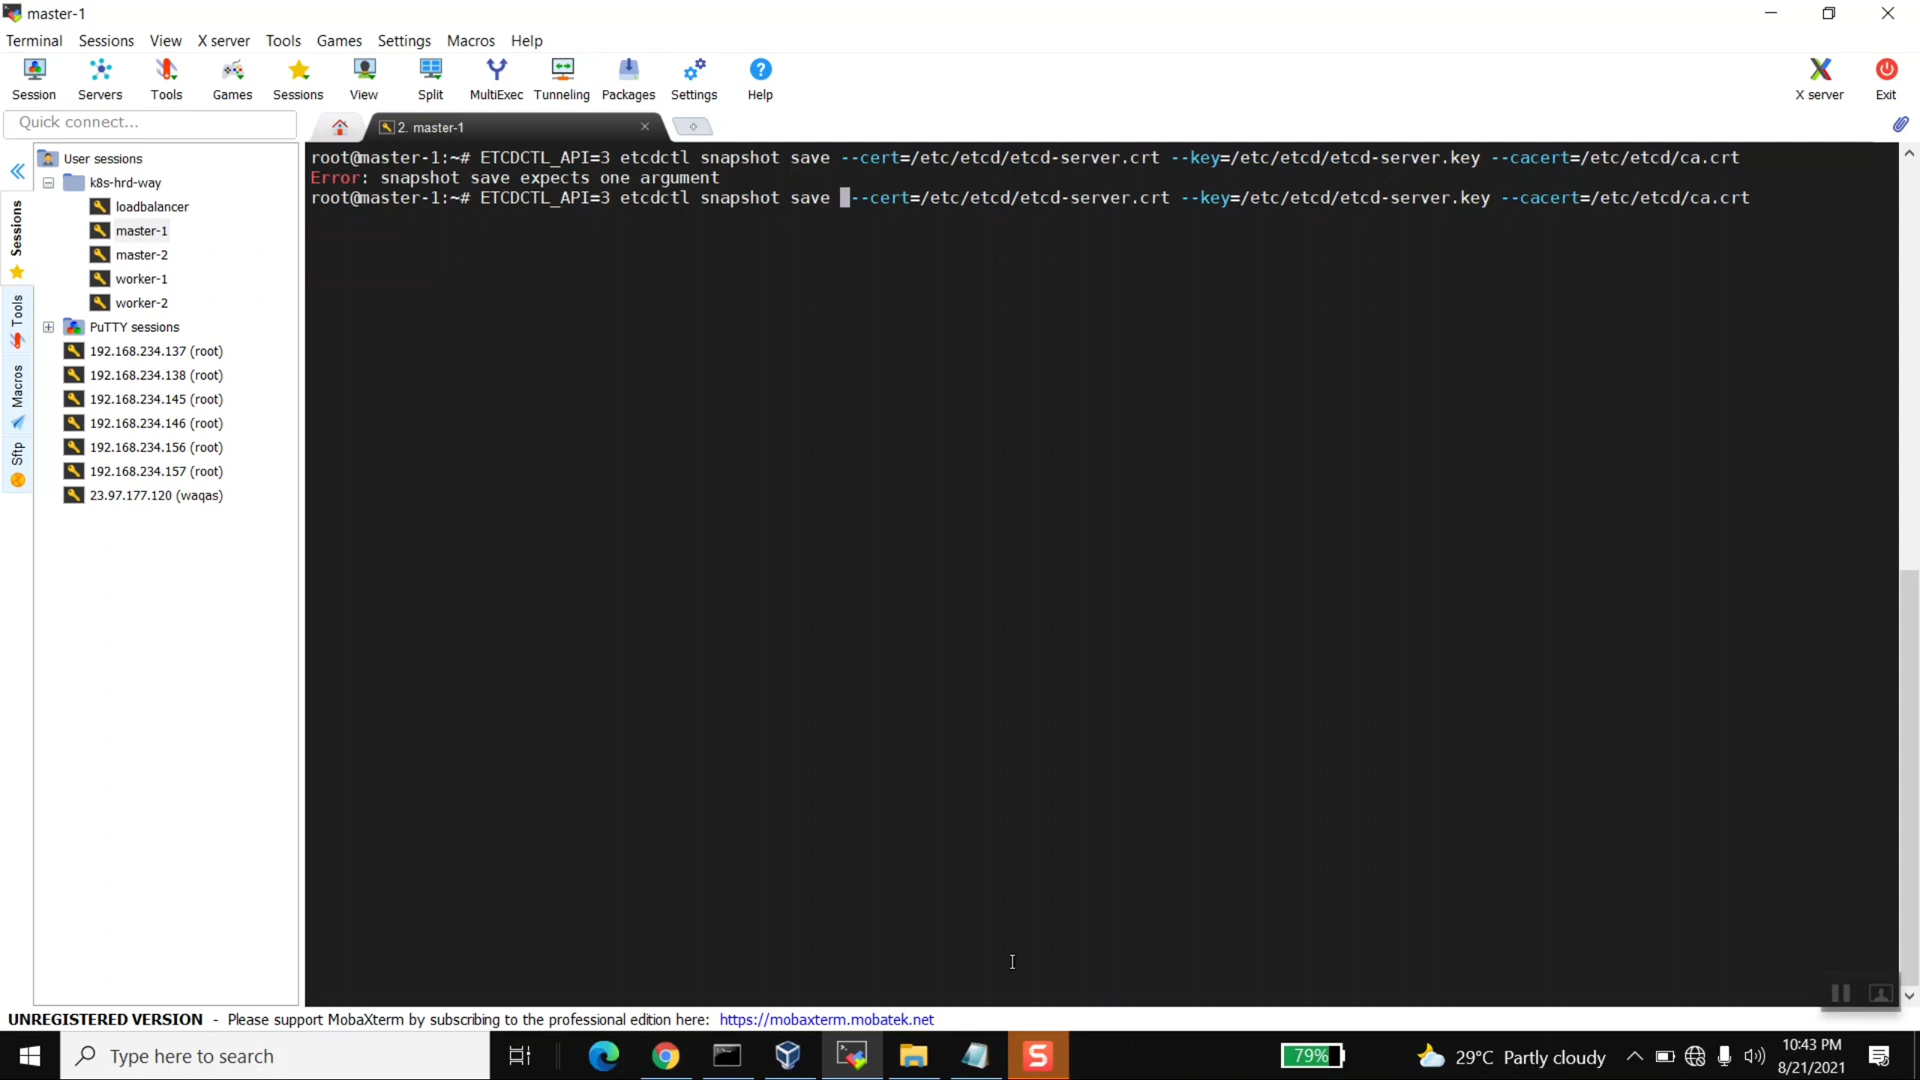 master-1
Terminal Sessions View X server Tools Games Settings Macros Help
Session Servers Tools Games Sessions View Split MultiExec Tunneling Packages Settings Help X server Exit
Quick connect...
2. master-1
Sessions
Tools
Macros
Sftp
User sessions
k8s-hrd-way
loadbalancer
master-1
master-2
worker-1
worker-2
PuTTY sessions
192.168.234.137 (root)
192.168.234.138 (root)
192.168.234.145 (root)
192.168.234.146 (root)
192.168.234.156 (root)
192.168.234.157 (root)
23.97.177.120 (waqas)
root@master-1:~# ETCDCTL_API=3 etcdctl snapshot save --cert=/etc/etcd/etcd-server.crt --key=/etc/etcd/etcd-server.key --cacert=/etc/etcd/ca.crt
Error: snapshot save expects one argument
root@master-1:~# ETCDCTL_API=3 etcdctl snapshot save --cert=/etc/etcd/etcd-server.crt --key=/etc/etcd/etcd-server.key --cacert=/etc/etcd/ca.crt
UNREGISTERED VERSION - Please support MobaXterm by subscribing to the professional edition here: https://mobaxterm.mobatek.net
Type here to search
S
79%
29°C Partly cloudy
10:43 PM
8/21/2021